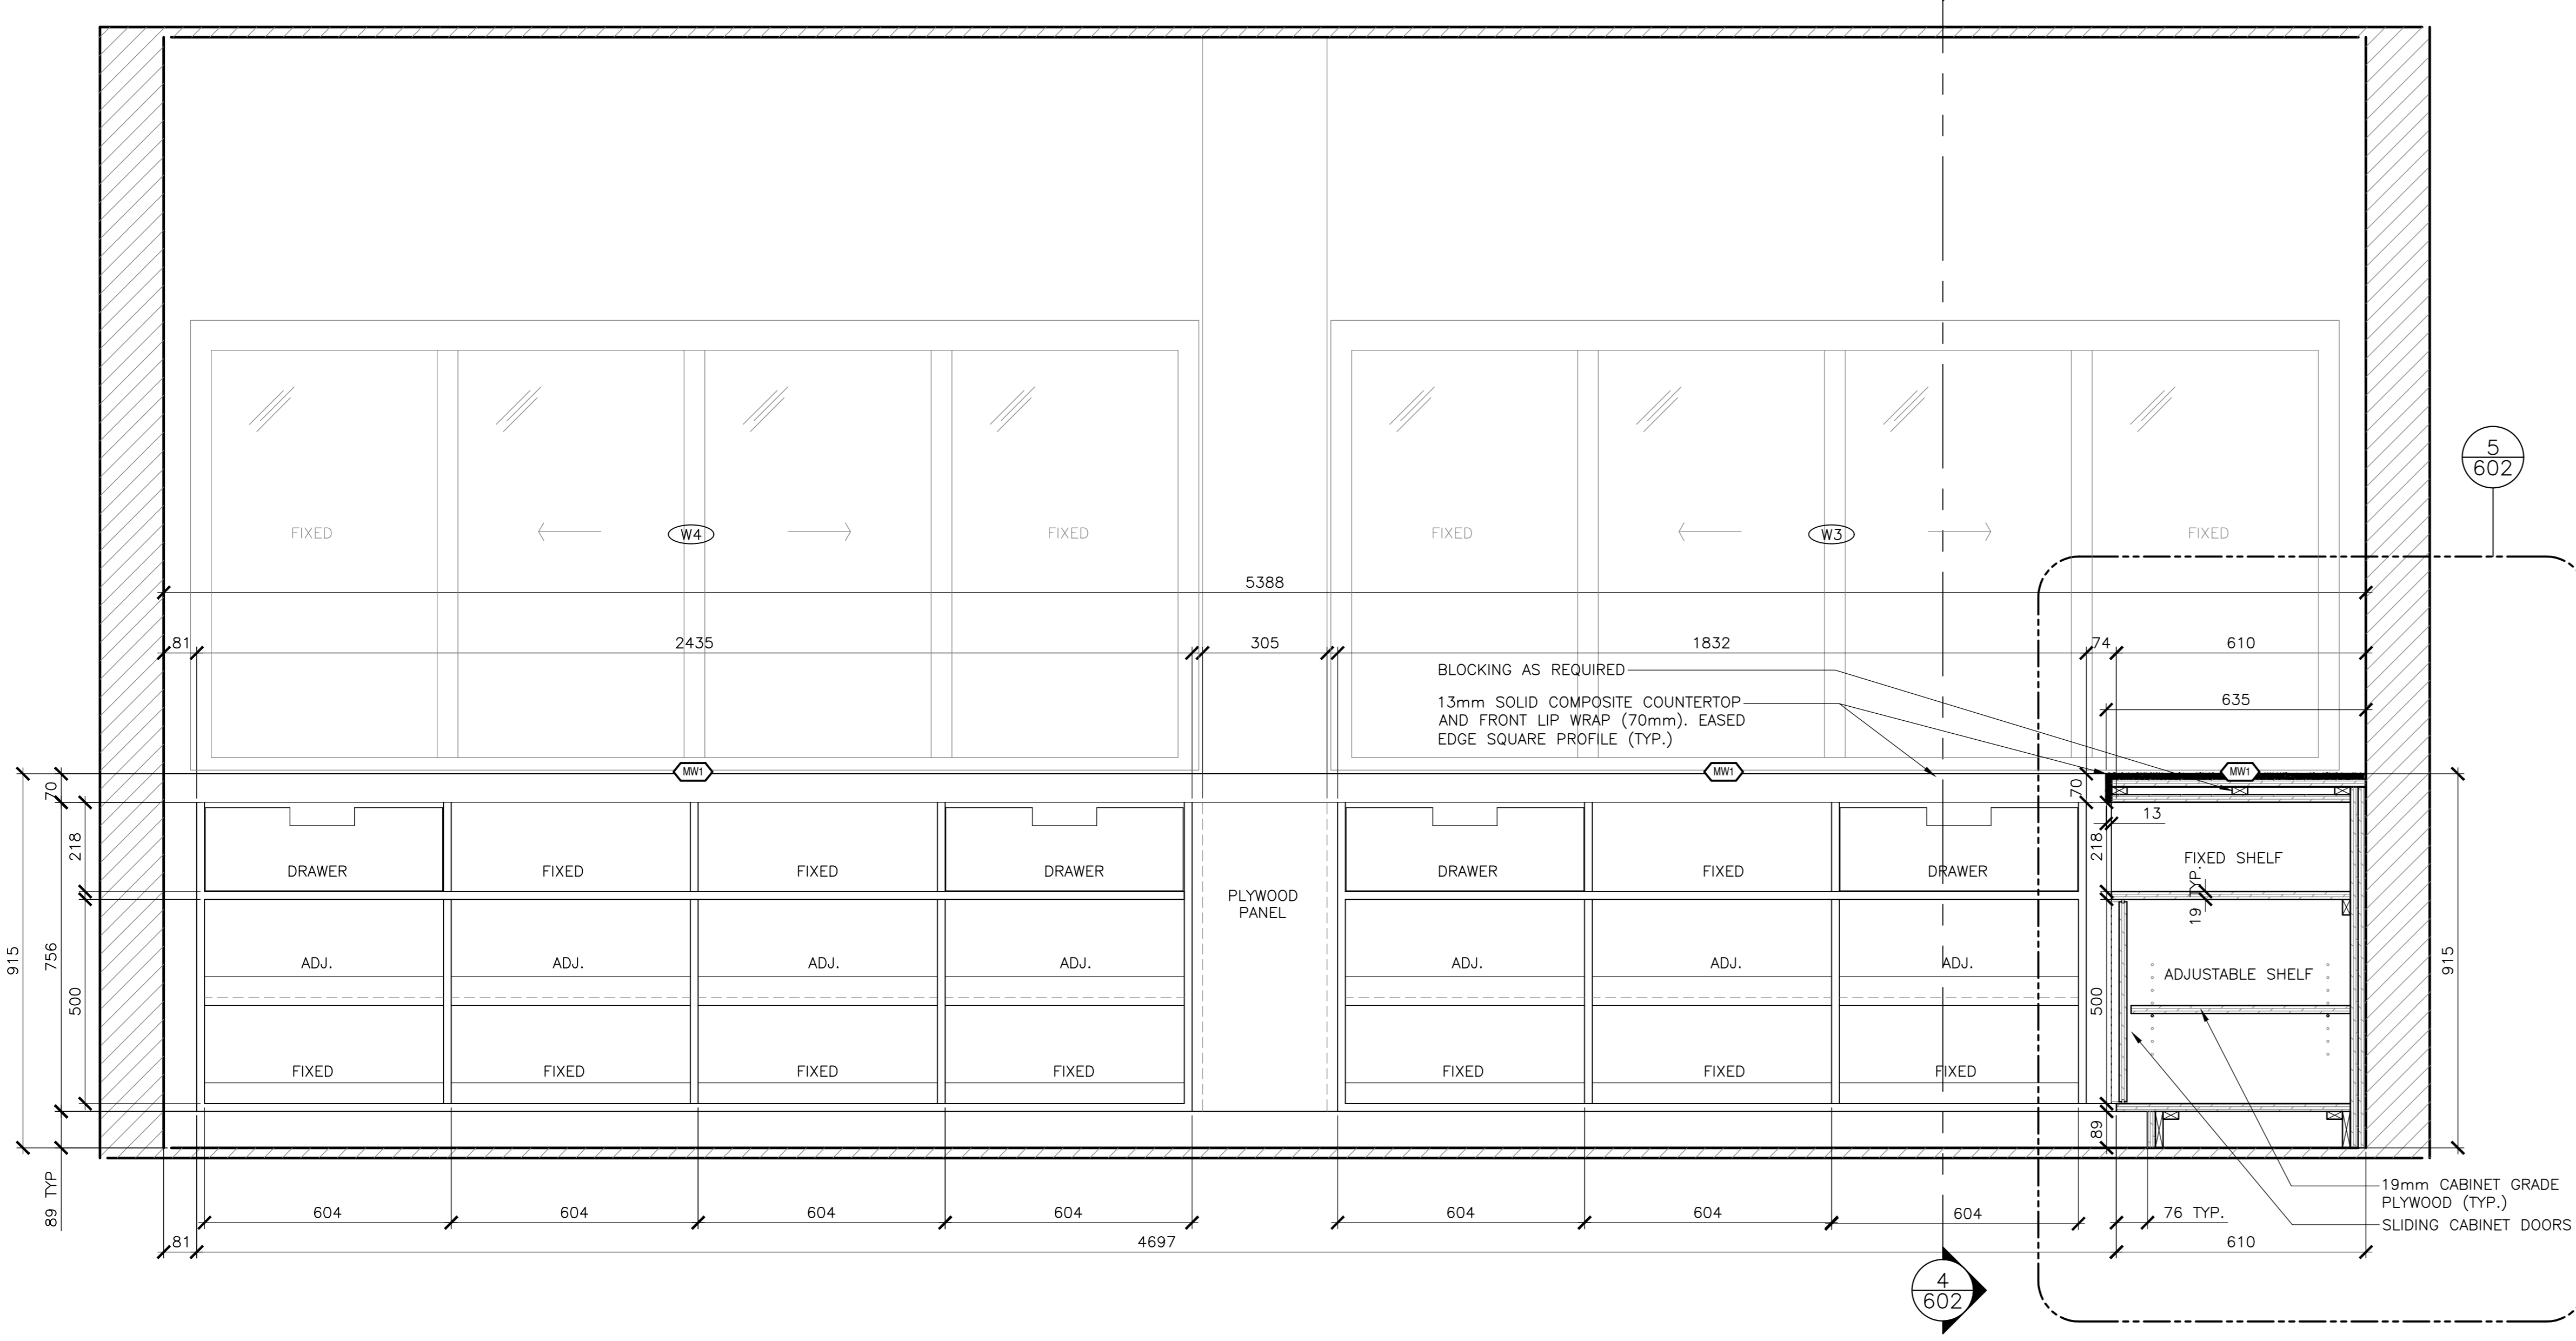 5
602
FIXED
W4
FIXED
FIXED
W3
FIXED
5388
81
2435
305
1832
74
610
BLOCKING AS REQUIRED
635
13mm SOLID COMPOSITE COUNTERTOP
AND FRONT LIP WRAP (70mm). EASED
EDGE SQUARE PROFILE (TYP.)
MW1
MW1
MW1
70
70
13
218
218
DRAWER
FIXED
FIXED
DRAWER
DRAWER
FIXED
DRAWER
FIXED SHELF
19 TYP.
PLYWOOD
PANEL
915
756
500
ADJ.
ADJ.
ADJ.
ADJ.
ADJ.
ADJ.
ADJ.
500
ADJUSTABLE SHELF
915
FIXED
FIXED
FIXED
FIXED
FIXED
FIXED
FIXED
89
89 TYP
19mm CABINET GRADE
PLYWOOD (TYP.)
SLIDING CABINET DOORS
604
604
604
604
604
604
604
76 TYP.
81
4697
610
4
602